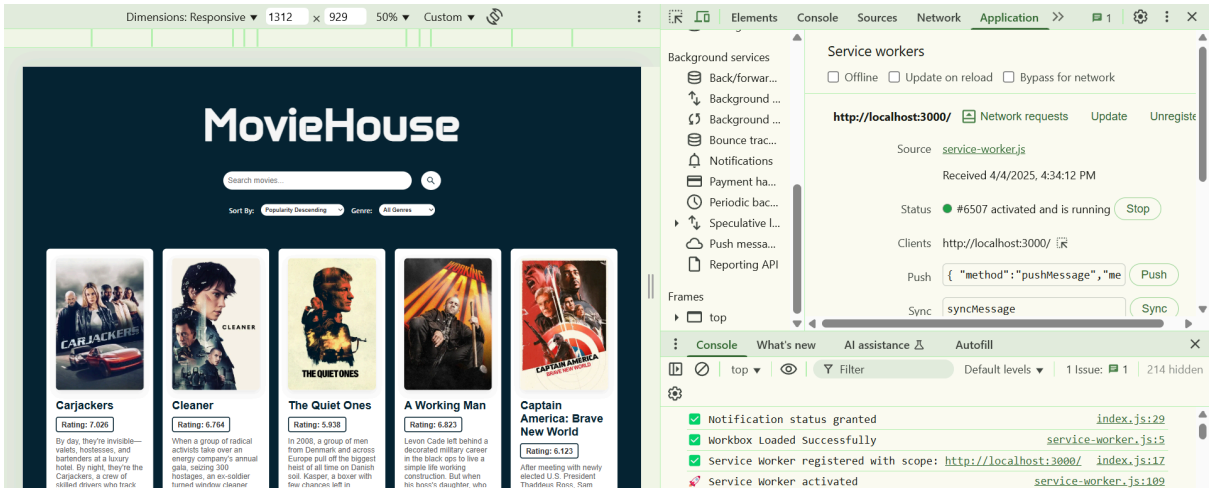 Dimensions: Responsive ▼ 1312 × 929 50% ▼ Custom ▼
MovieHouse
Search movies...
Sort By: Popularity Descending Genre: All Genres
CARJACKERS
CLEANER
THE QUIET ONES
WORKING MAN
CAPTAIN AMERICA
BRAVE NEW WORLD
Carjackers
Rating: 7.026
By day, they're invisible—
valets, hostesses, and
bartenders at a luxury
hotel. By night, they're the
Carjackers, a crew of
skilled drivers who track
Cleaner
Rating: 6.764
When a group of radical
activists take over an
energy company's annual
gala, seizing 300
hostages, an ex-soldier
turned window cleaner
The Quiet Ones
Rating: 5.938
In 2008, a group of men
from Denmark and across
Europe pull off the biggest
heist of all time on Danish
soil. Kasper, a boxer with
few chances left in
A Working Man
Rating: 6.823
Levon Cade left behind a
decorated military career
in the black ops to live a
simple life working
construction. But when
his boss's daughter, who
Captain
America: Brave
New World
Rating: 6.123
After meeting with newly
elected U.S. President
Thaddeus Ross, Sam
Elements Console Sources Network Application 1
Background services
Back/forwar...
Background ...
Background ...
Bounce trac...
Notifications
Payment ha...
Periodic bac...
Speculative l...
Push messa...
Reporting API
Frames
top
Service workers
Offline Update on reload Bypass for network
http://localhost:3000/ Network requests Update Unregiste
Source service-worker.js
Received 4/4/2025, 4:34:12 PM
Status #6507 activated and is running Stop
Clients http://localhost:3000/
Push { "method":"pushMessage","me Push
Sync syncMessage Sync
Console What's new AI assistance Autofill
top ▼ Filter Default levels ▼ 1 Issue: 1 214 hidden
✅ Notification status granted index.js:29
✅ Workbox Loaded Successfully service-worker.js:5
✅ Service Worker registered with scope: http://localhost:3000/ index.js:17
🚀 Service Worker activated service-worker.js:109